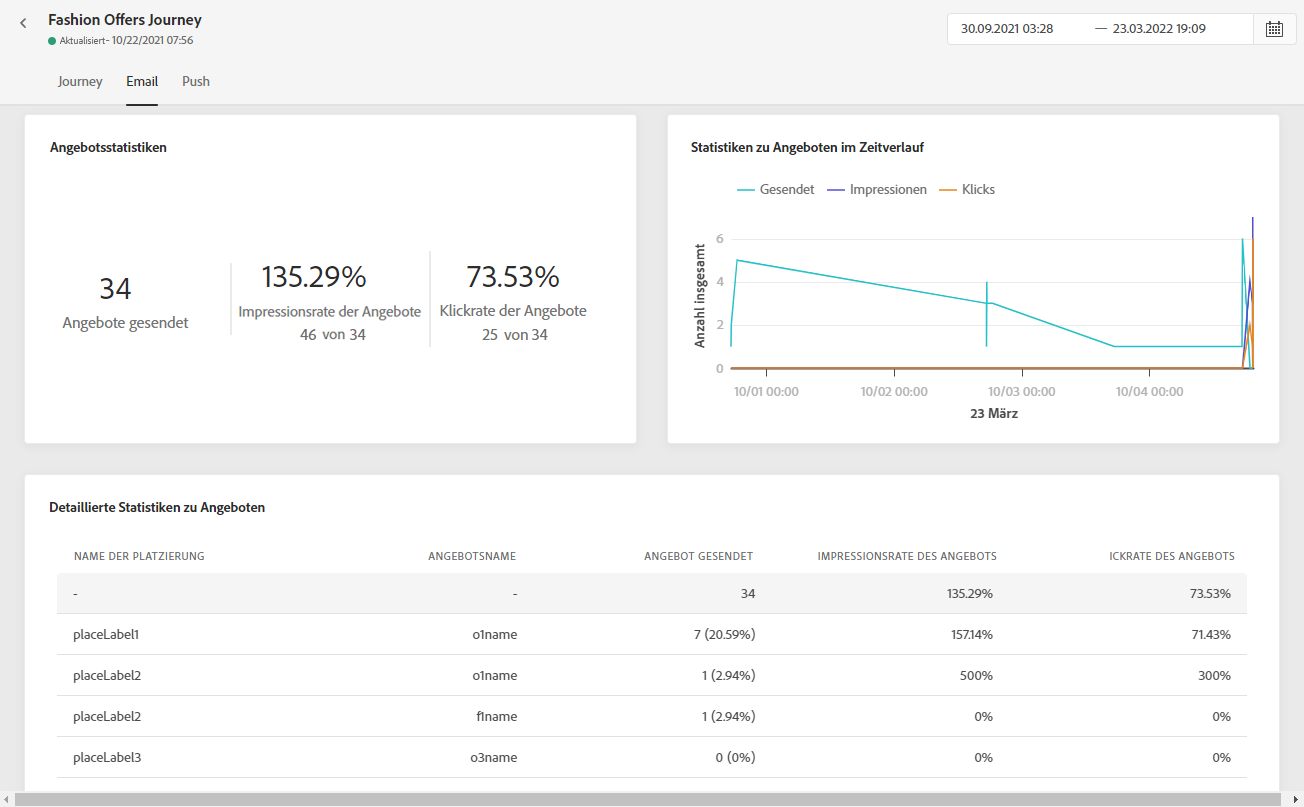 Fashion Offers Journey
Aktualisiert- 10/22/2021 07:56
30.09.2021 03:28 — 23.03.2022 19:09
Journey Email Push
Angebotsstatistiken
34
Angebote gesendet
135.29%
Impressionsrate der Angebote
46 von 34
73.53%
Klickrate der Angebote
25 von 34
Statistiken zu Angeboten im Zeitverlauf
Gesendet Impressionen Klicks
Anzahl insgesamt
6
4
2
0
10/01 00:00 10/02 00:00 10/03 00:00 10/04 00:00
23 März
Detaillierte Statistiken zu Angeboten
NAME DER PLATZIERUNG ANGEBOTSNAME ANGEBOT GESENDET IMPRESSIONSRATE DES ANGEBOTS ICKRATE DES ANGEBOTS
- - 34 135.29% 73.53%
placeLabel1 o1name 7 (20.59%) 157.14% 71.43%
placeLabel2 o1name 1 (2.94%) 500% 300%
placeLabel2 f1name 1 (2.94%) 0% 0%
placeLabel3 o3name 0 (0%) 0% 0%